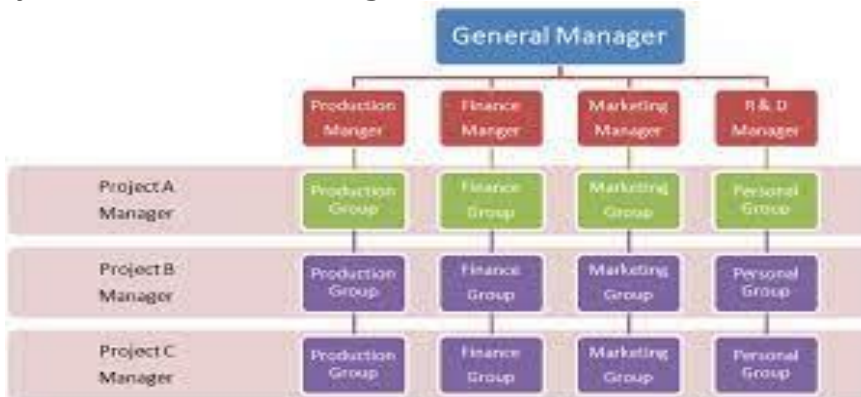 General Manager
Production Finance Marketing R & D
Manger Manger Manager Manager
Project A
Manager
Production Finance Marketing Personal
Group Group Group Group
Project B
Manager
Production Finance Marketing Personal
Group Group Group Group
Project C
Manager
Production Finance Marketing Personal
Group Group Group Group